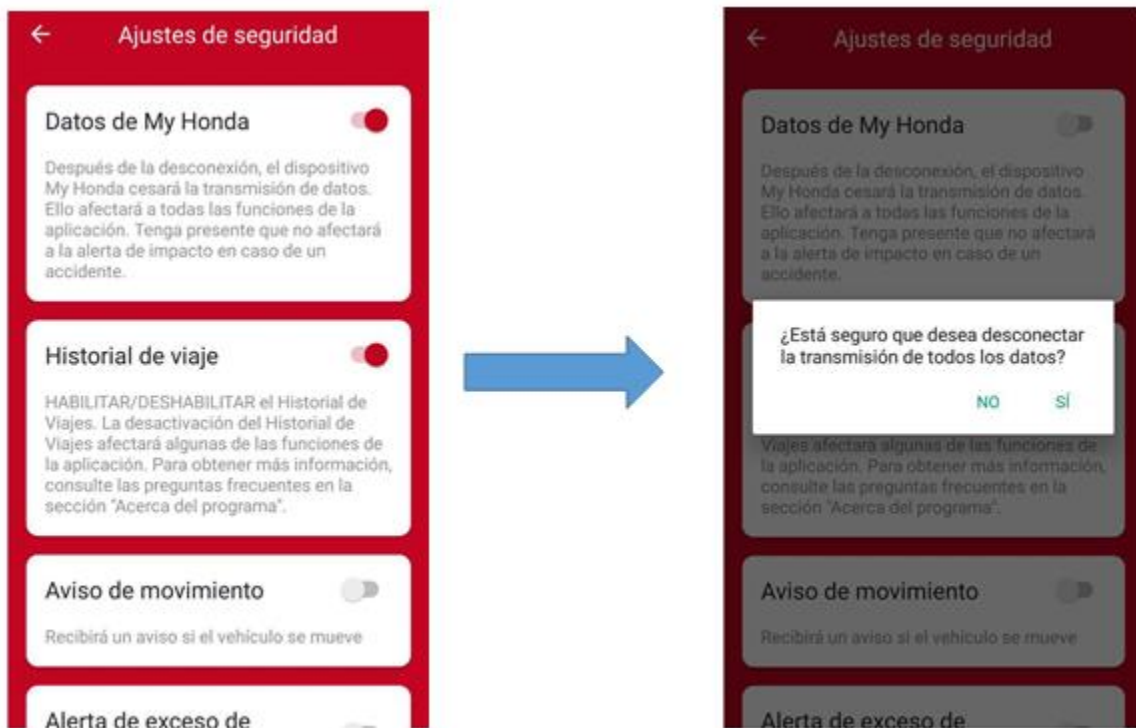 Ajustes de seguridad
Datos de My Honda
Después de la desconexión, el dispositivo
My Honda cesará la transmisión de datos.
Ello afectará a todas las funciones de la
aplicación. Tenga presente que no afectará
a la alerta de impacto en caso de un
accidente.
Historial de viaje
HABILITAR/DESHABILITAR el Historial de
Viajes. La desactivación del Historial de
Viajes afectará algunas de las funciones de
la aplicación. Para obtener más información,
consulte las preguntas frecuentes en la
sección "Acerca del programa".
Aviso de movimiento
Recibirá un aviso si el vehículo se mueve
Alerta de exceso de
Ajustes de seguridad
Datos de My Honda
Después de la desconexión, el dispositivo
My Honda cesará la transmisión de datos.
Ello afectará a todas las funciones de la
aplicación. Tenga presente que no afectará
a la alerta de impacto en caso de un
accidente.
¿Está seguro que desea desconectar
la transmisión de todos los datos?
NO SÍ
Viajes afectará algunas de las funciones de
la aplicación. Para obtener más información,
consulte las preguntas frecuentes en la
sección "Acerca del programa".
Aviso de movimiento
Recibirá un aviso si el vehículo se mueve
Alerta de exceso de